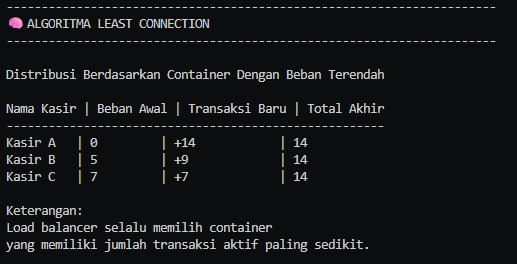 ----------------------------------------------------------------------
🧠 ALGORITMA LEAST CONNECTION
----------------------------------------------------------------------
Distribusi Berdasarkan Container Dengan Beban Terendah
Nama Kasir | Beban Awal | Transaksi Baru | Total Akhir
------------------------------------------------------
Kasir A | 0 | +14 | 14
Kasir B | 5 | +9 | 14
Kasir C | 7 | +7 | 14
Keterangan:
Load balancer selalu memilih container
yang memiliki jumlah transaksi aktif paling sedikit.